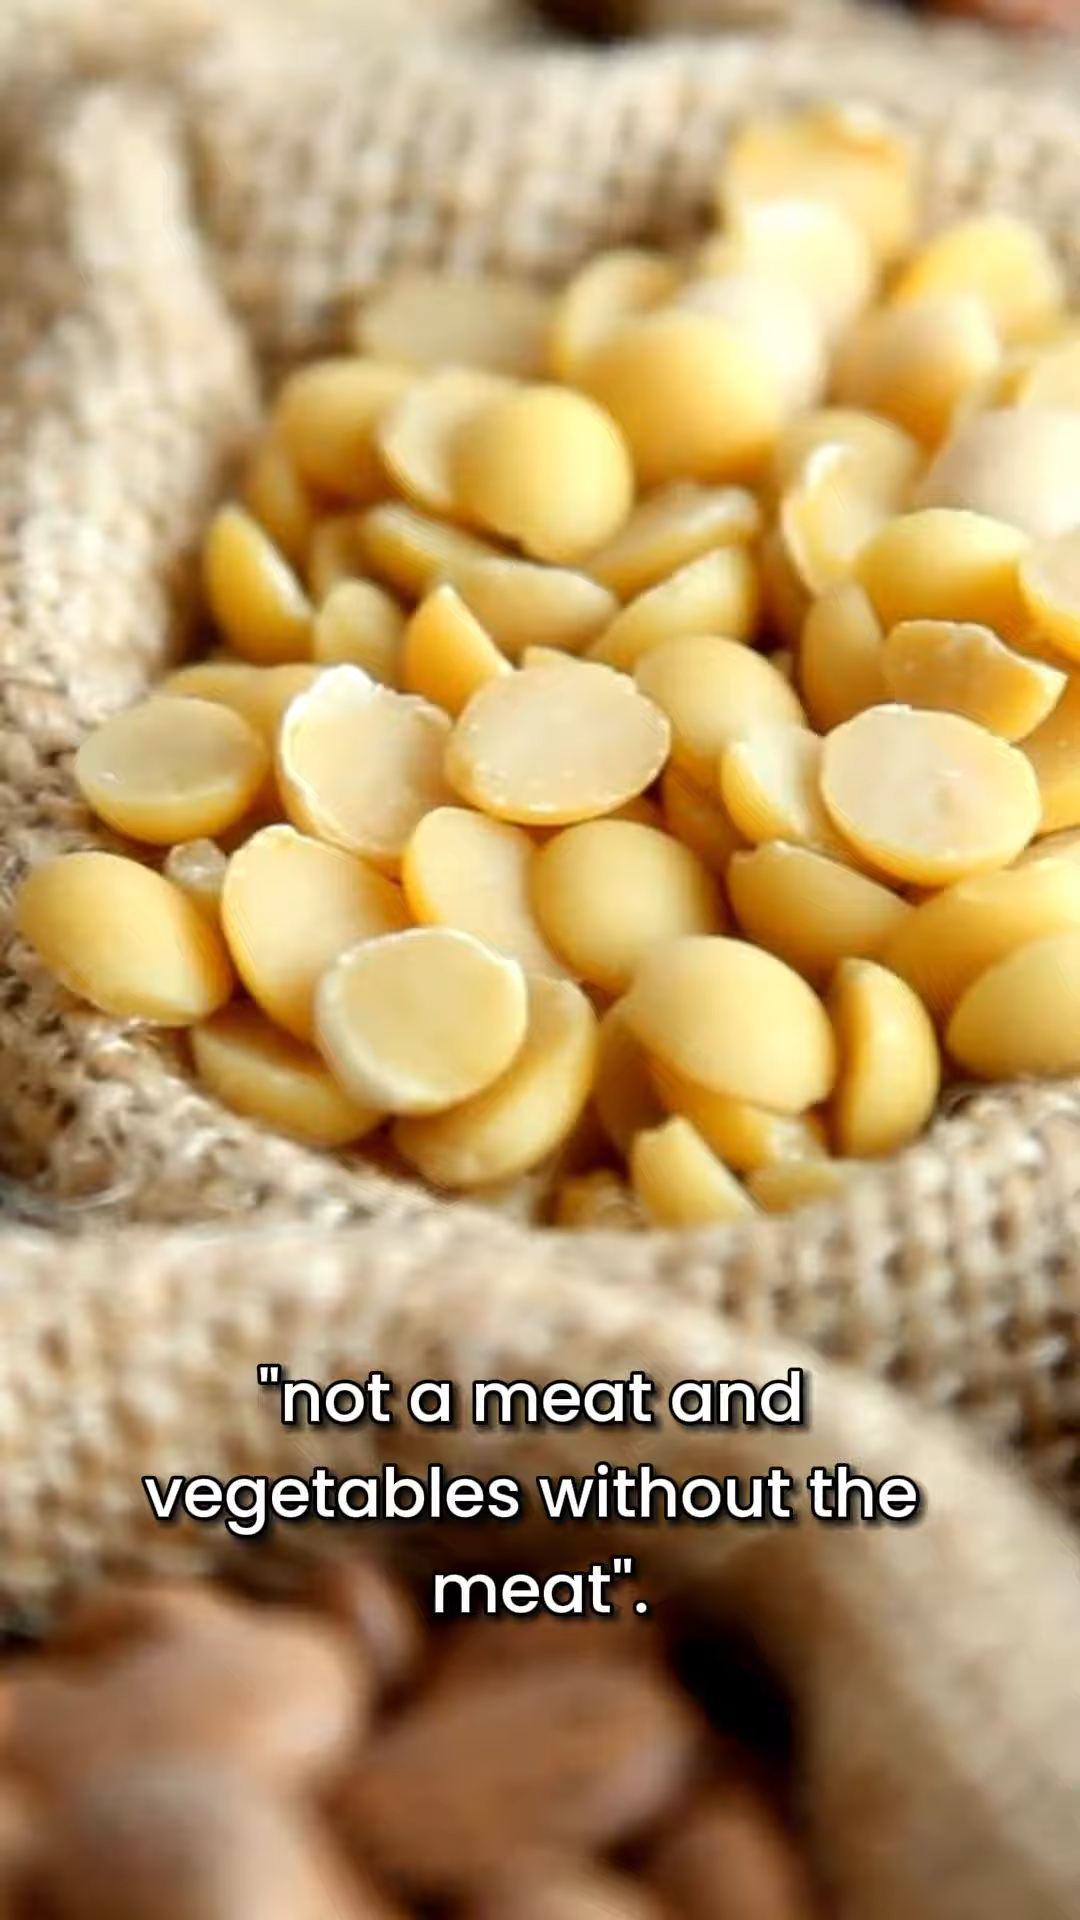 "not a meat and
vegetables without the
meat".